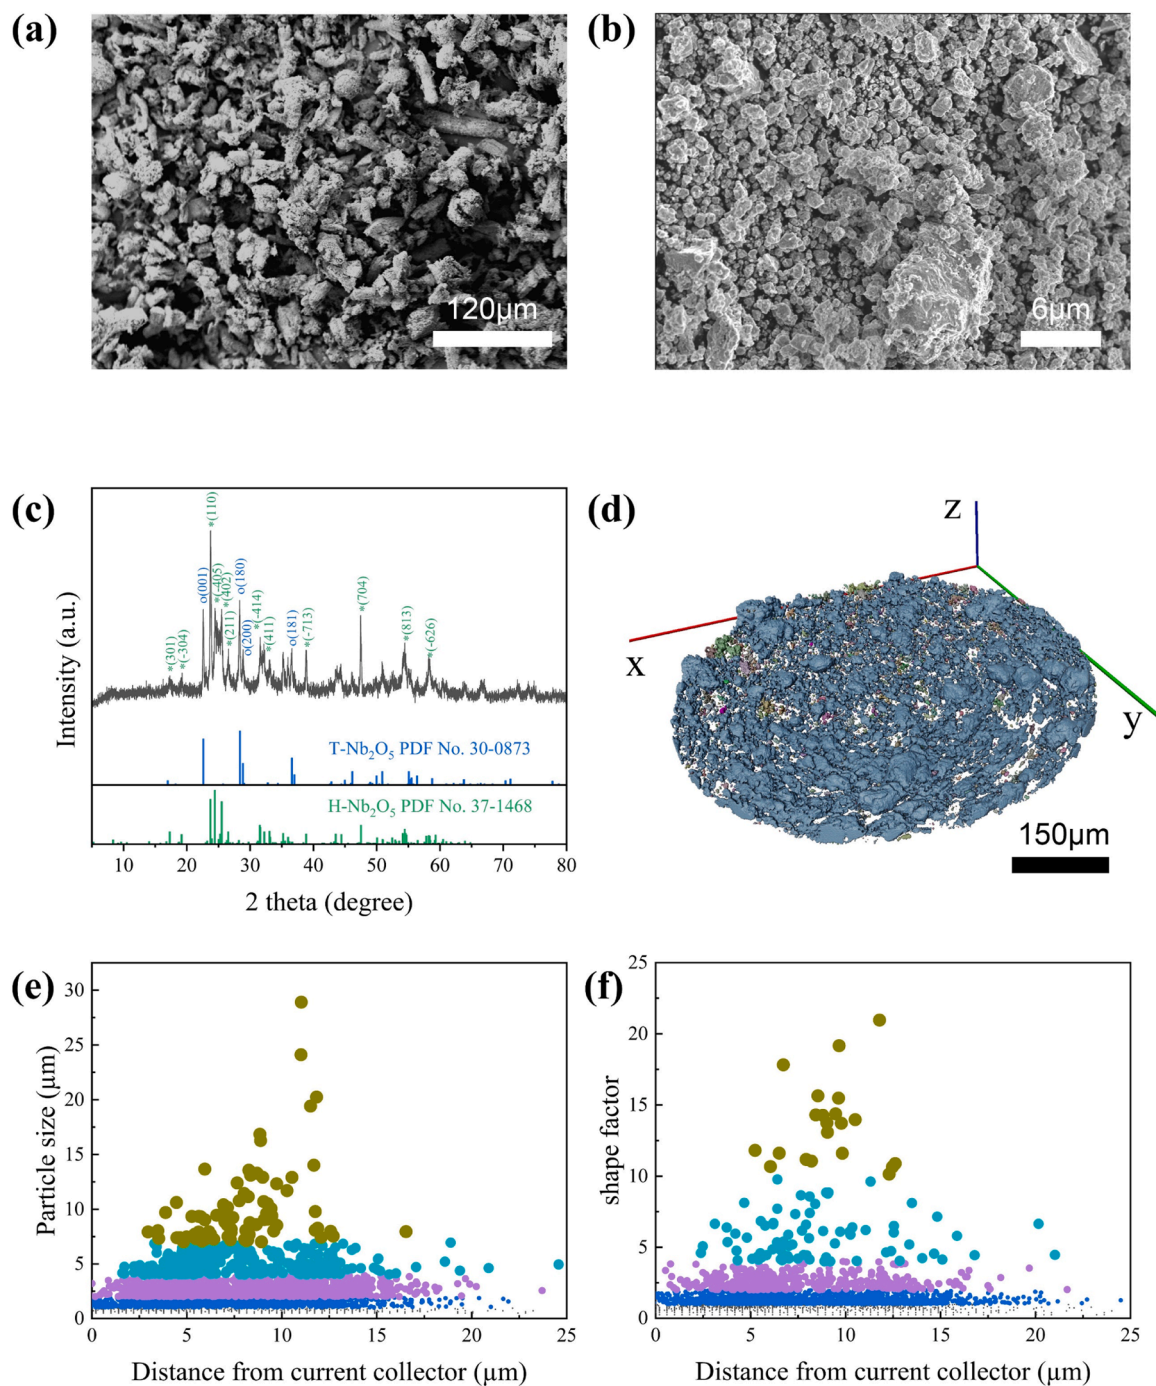 (a)
120μm
(b)
6μm
(c)
Intensity (a.u.)
*(301)
*(-304)
o(001)
*(110)
*(-405)
*(402)
*(211)
o(180)
o(200)
*(-414)
*(411)
o(181)
*(-713)
*(704)
*(813)
*(-626)
T-Nb₂O₅ PDF No. 30-0873
H-Nb₂O₅ PDF No. 37-1468
10 20 30 40 50 60 70 80
2 theta (degree)
(d)
z
x
y
150μm
(e)
Particle size (μm)
30
25
20
15
10
5
0
0 5 10 15 20 25
Distance from current collector (μm)
(f)
shape factor
25
20
15
10
5
0
0 5 10 15 20 25
Distance from current collector (μm)